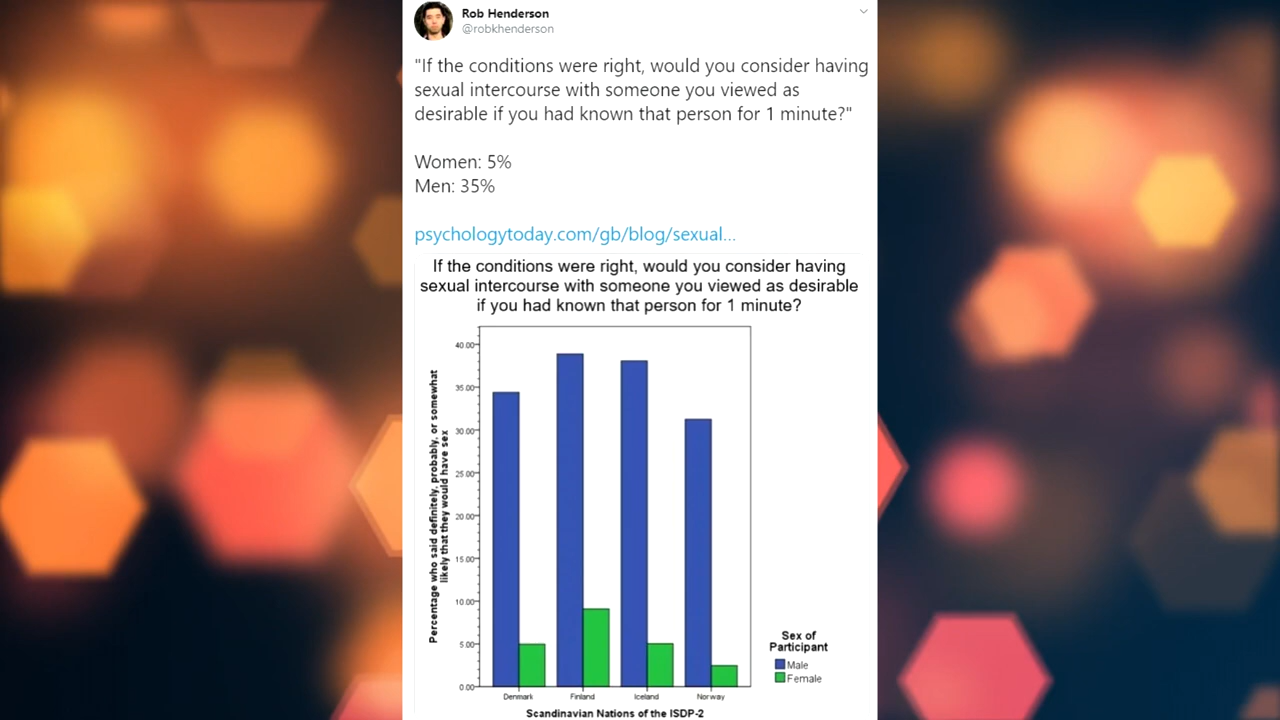 Rob Henderson
@robkhenderson
"If the conditions were right, would you consider having
sexual intercourse with someone you viewed as
desirable if you had known that person for 1 minute?"
Women: 5%
Men: 35%
psychologytoday.com/gb/blog/sexual...
If the conditions were right, would you consider having
sexual intercourse with someone you viewed as desirable
if you had known that person for 1 minute?
Percentage who said definitely, probably, or somewhat
likely that they would have sex
40.00
35.00
30.00
25.00
20.00
15.00
10.00
5.00
0.00
Denmark
Finland
Iceland
Norway
Scandinavian Nations of the ISDP-2
Sex of
Participant
Male
Female